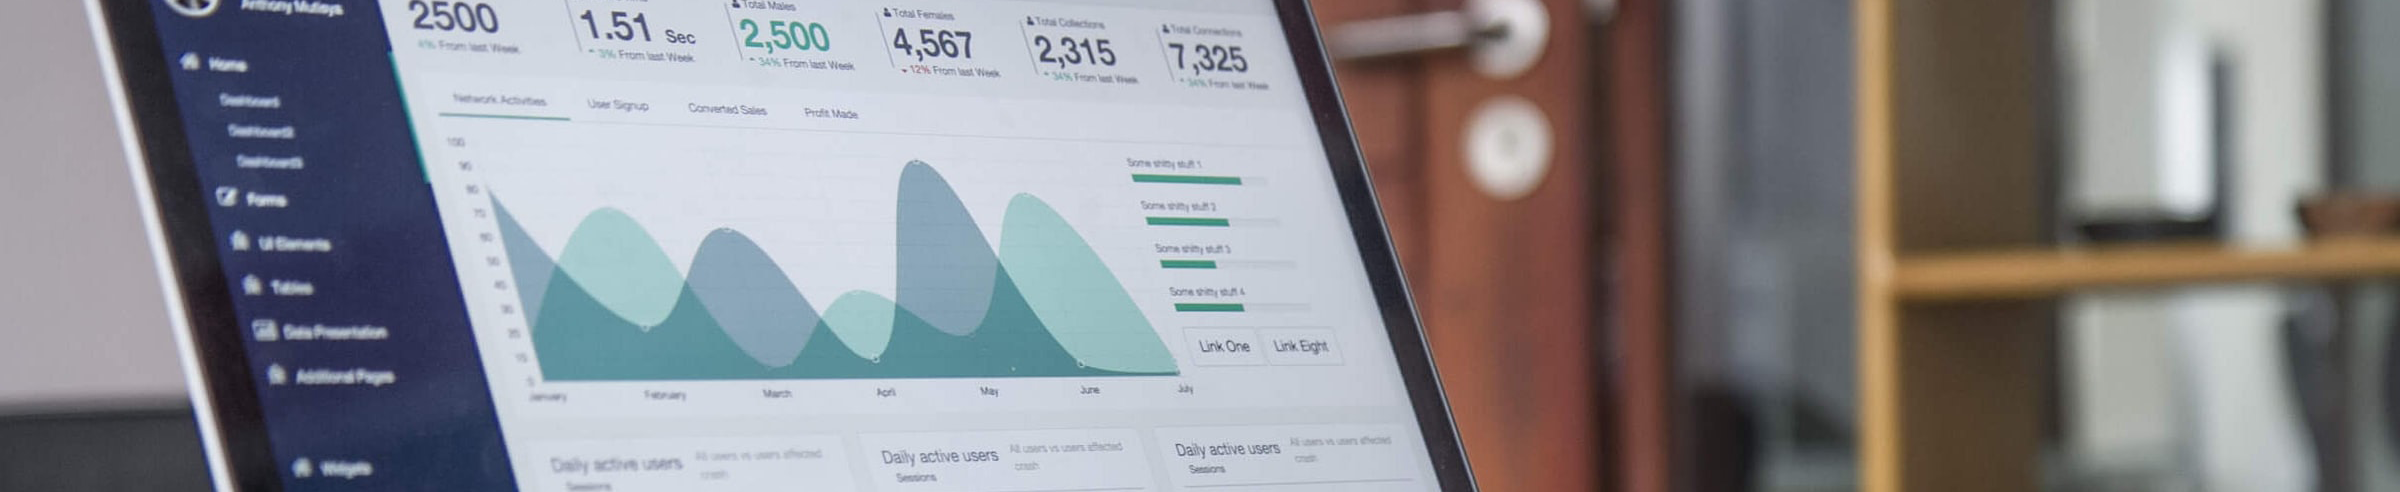 Anthony Mutisya
Home
Dashboard
Dashboard2
Dashboard3
Forms
UI Elements
Tables
Data Presentation
Additional Pages
Widgets
2500
4% From last Week
1.51 Sec
3% From last Week
Total Males
2,500
34% From last Week
Total Females
4,567
12% From last Week
Total Collections
2,315
34% From last Week
Total Connections
7,325
34% From last Week
Network Activities User Signup Converted Sales Profit Made
100
90
80
70
60
50
40
30
20
10
0
January February March April May June July
Some shitty stuff 1
Some shitty stuff 2
Some shitty stuff 3
Some shitty stuff 4
Link One Link Eight
Daily active users All users vs users affected
crash
Sessions
Daily active users All users vs users affected
crash
Sessions
Daily active users All users vs users affected
crash
Sessions